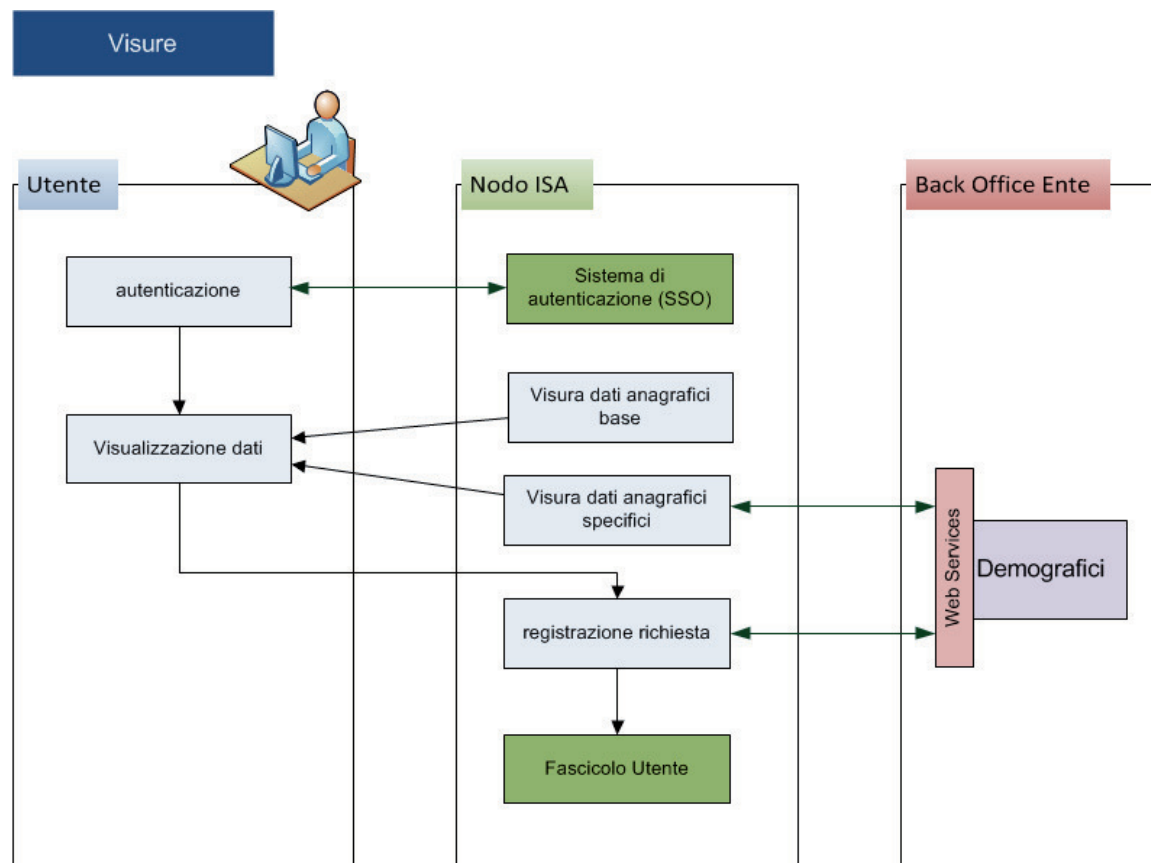 Visure
Utente
Nodo ISA
Back Office Ente
autenticazione
Sistema di
autenticazione (SSO)
Visura dati anagrafici
base
Visualizzazione dati
Visura dati anagrafici
specifici
Web Services
Demografici
registrazione richiesta
Fascicolo Utente